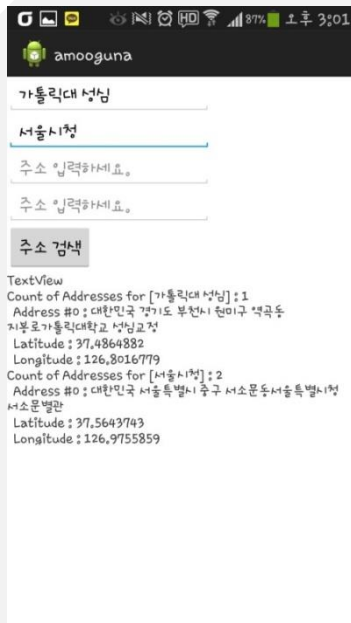 HD 87% 오후 3:01
amooguna
가톨릭대 성심
서울시청
주소 입력하세요.
주소 입력하세요.
주소 검색
TextView
Count of Addresses for [가톨릭대 성심] : 1
Address #0 : 대한민국 경기도 부천시 원미구 역곡동
지봉로가톨릭대학교 성심교정
Latitude : 37.4864882
Longitude : 126.8016779
Count of Addresses for [서울시청] : 2
Address #0 : 대한민국 서울특별시 중구 서소문동서울특별시청
서소문별관
Latitude : 37.5643743
Longitude : 126.9755859